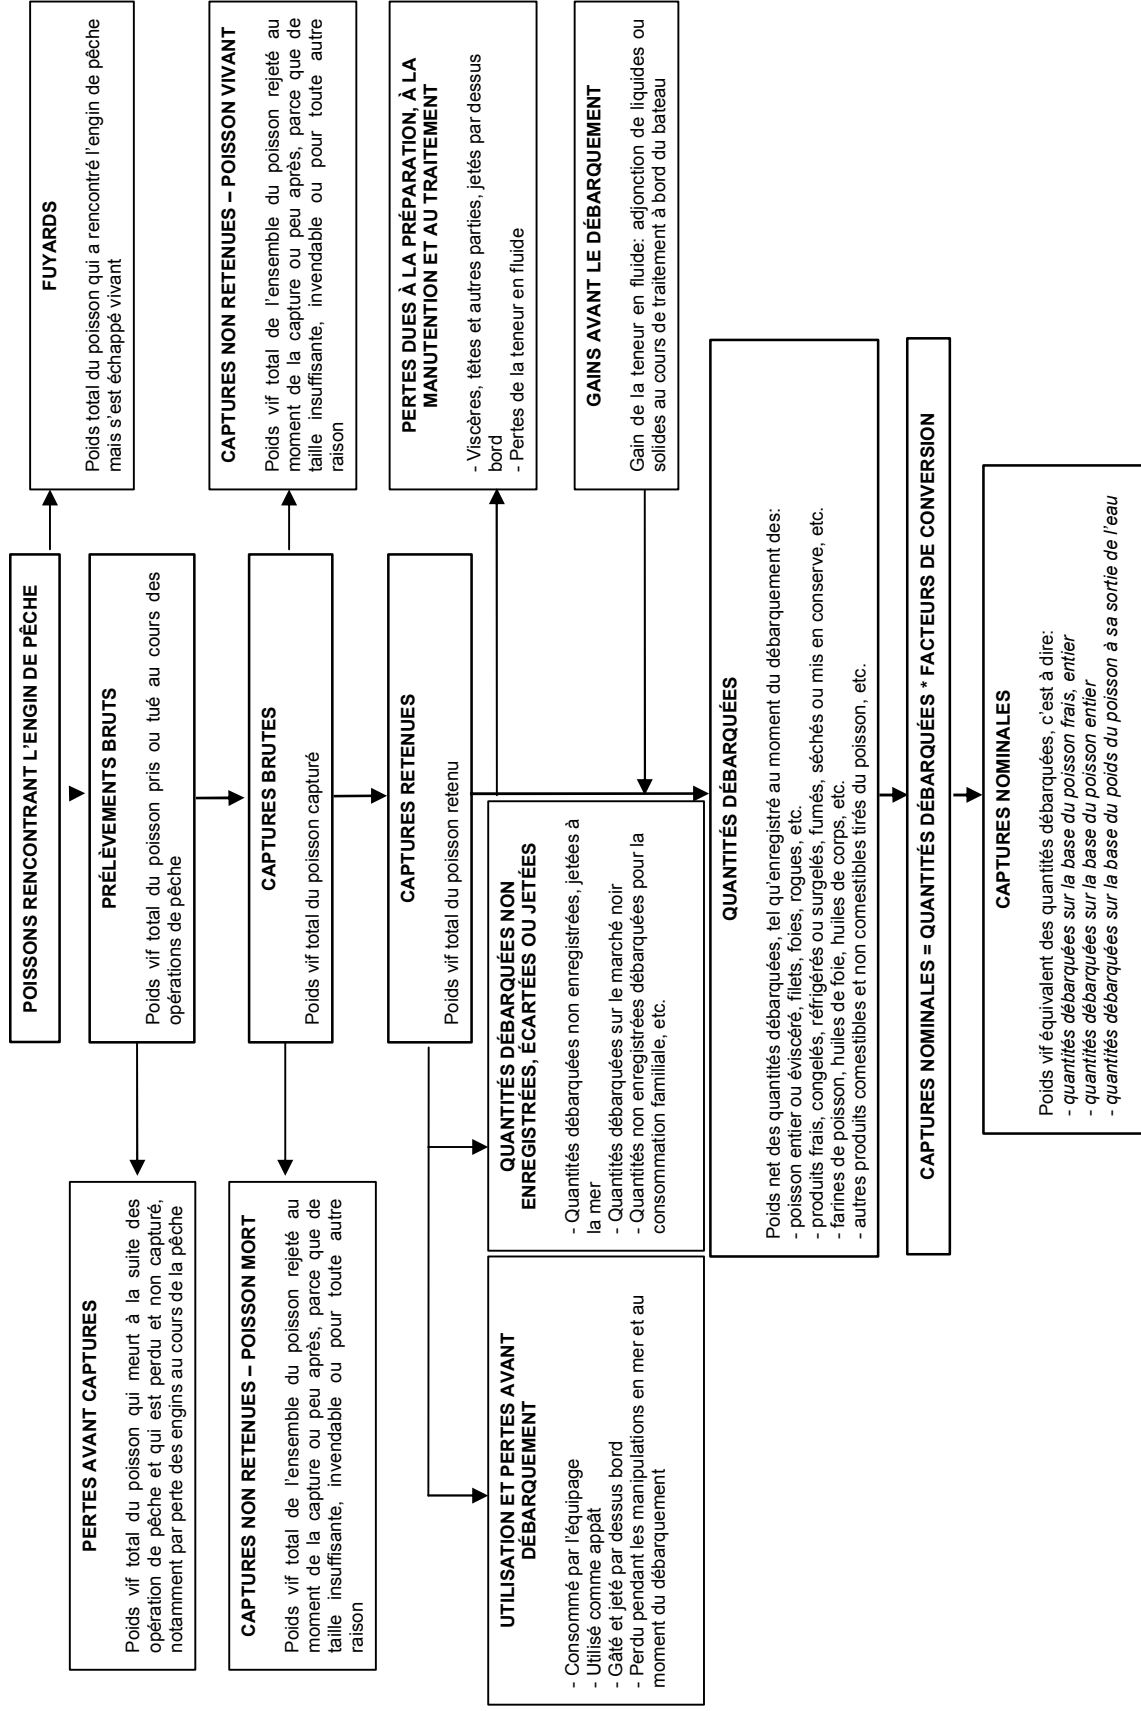 POISSONS RENCONTRANT L'ENGIN DE PÊCHE
FUYARDS
Poids total du poisson qui a rencontré l'engin de pêche
mais s'est échappé vivant
PRÉLÈVEMENTS BRUTS
Poids vif total du poisson pris ou tué au cours des
opérations de pêche
PERTES AVANT CAPTURES
Poids vif total du poisson qui meurt à la suite des
opération de pêche et qui est perdu et non capturé,
notamment par perte des engins au cours de la pêche
CAPTURES BRUTES
Poids vif total du poisson capturé
CAPTURES NON RETENUES – POISSON VIVANT
Poids vif total de l'ensemble du poisson rejeté au
moment de la capture ou peu après, parce que de
taille insuffisante, invendable ou pour toute autre
raison
CAPTURES NON RETENUES – POISSON MORT
Poids vif total de l'ensemble du poisson rejeté au
moment de la capture ou peu après, parce que de
taille insuffisante, invendable ou pour toute autre
raison
CAPTURES RETENUES
Poids vif total du poisson retenu
PERTES DUES À LA PRÉPARATION, À LA
MANUTENTION ET AU TRAITEMENT
- Viscères, têtes et autres parties, jetés par dessus
bord
- Pertes de la teneur en fluide
UTILISATION ET PERTES AVANT
DÉBARQUEMENT
- Consommé par l'équipage
- Utilisé comme appât
- Gâté et jeté par dessus bord
- Perdu pendant les manipulations en mer et au
moment du débarquement
QUANTITÉS DÉBARQUÉES NON
ENREGISTRÉES, ÉCARTÉES OU JETÉES
- Quantités débarquées non enregistrées, jetées à
la mer
- Quantités débarquées sur le marché noir
- Quantités non enregistrées débarquées pour la
consommation familiale, etc.
GAINS AVANT LE DÉBARQUEMENT
Gain de la teneur en fluide: adjonction de liquides ou
solides au cours de traitement à bord du bateau
QUANTITÉS DÉBARQUÉES
Poids net des quantités débarquées, tel qu'enregistré au moment du débarquement des:
- poisson entier ou éviscéré, filets, foies, rogues, etc.
- produits frais, congelés, réfrigérés ou surgelés, fumés, séchés ou mis en conserve, etc.
- farines de poisson, huiles de foie, huiles de corps, etc.
- autres produits comestibles et non comestibles tirés du poisson, etc.
CAPTURES NOMINALES = QUANTITÉS DÉBARQUÉES * FACTEURS DE CONVERSION
CAPTURES NOMINALES
Poids vif équivalent des quantités débarquées, c'est à dire:
- quantités débarquées sur la base du poisson frais, entier
- quantités débarquées sur la base du poisson entier
- quantités débarquées sur la base du poids du poisson à sa sortie de l'eau